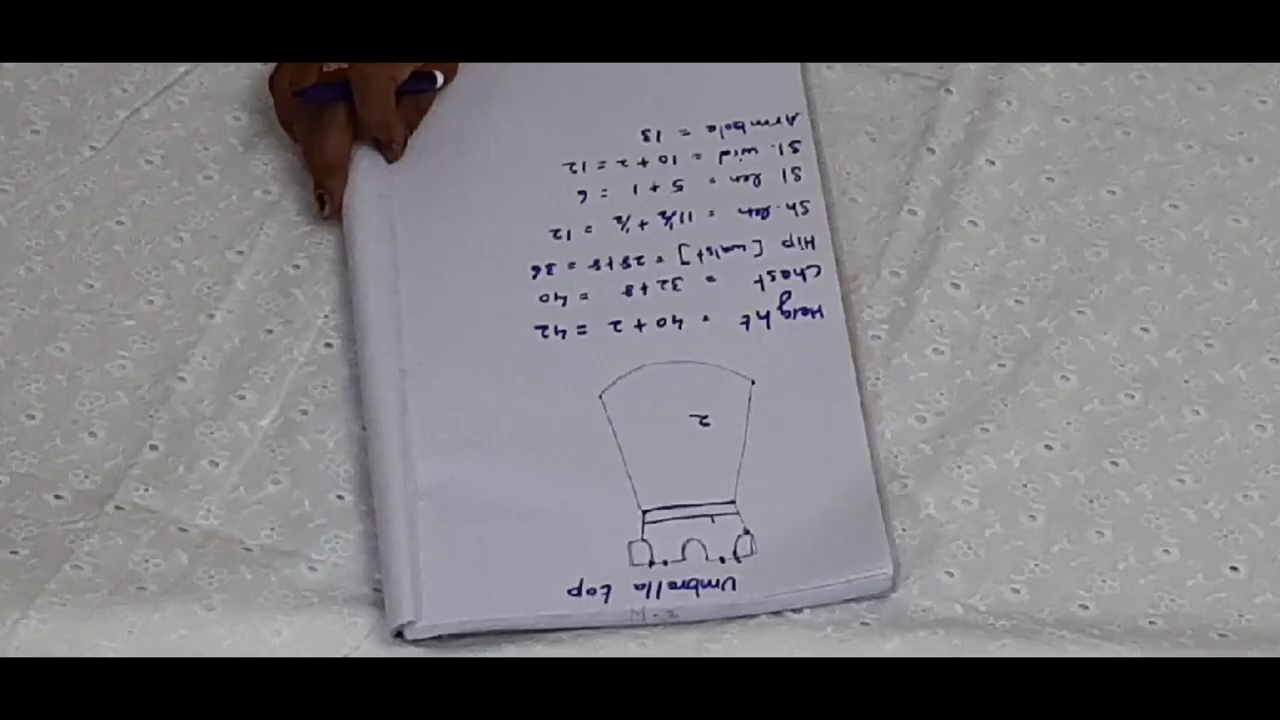 Umbrella top
1
2
Height = 40 + 2 = 42
Chest = 32 + 8 = 40
Hip [waist] = 28+8 = 36
Sh. len = 11½ + ½ = 12
Sl len = 5 + 1 = 6
Sl. wid = 10 + 2 = 12
Armhole = 13